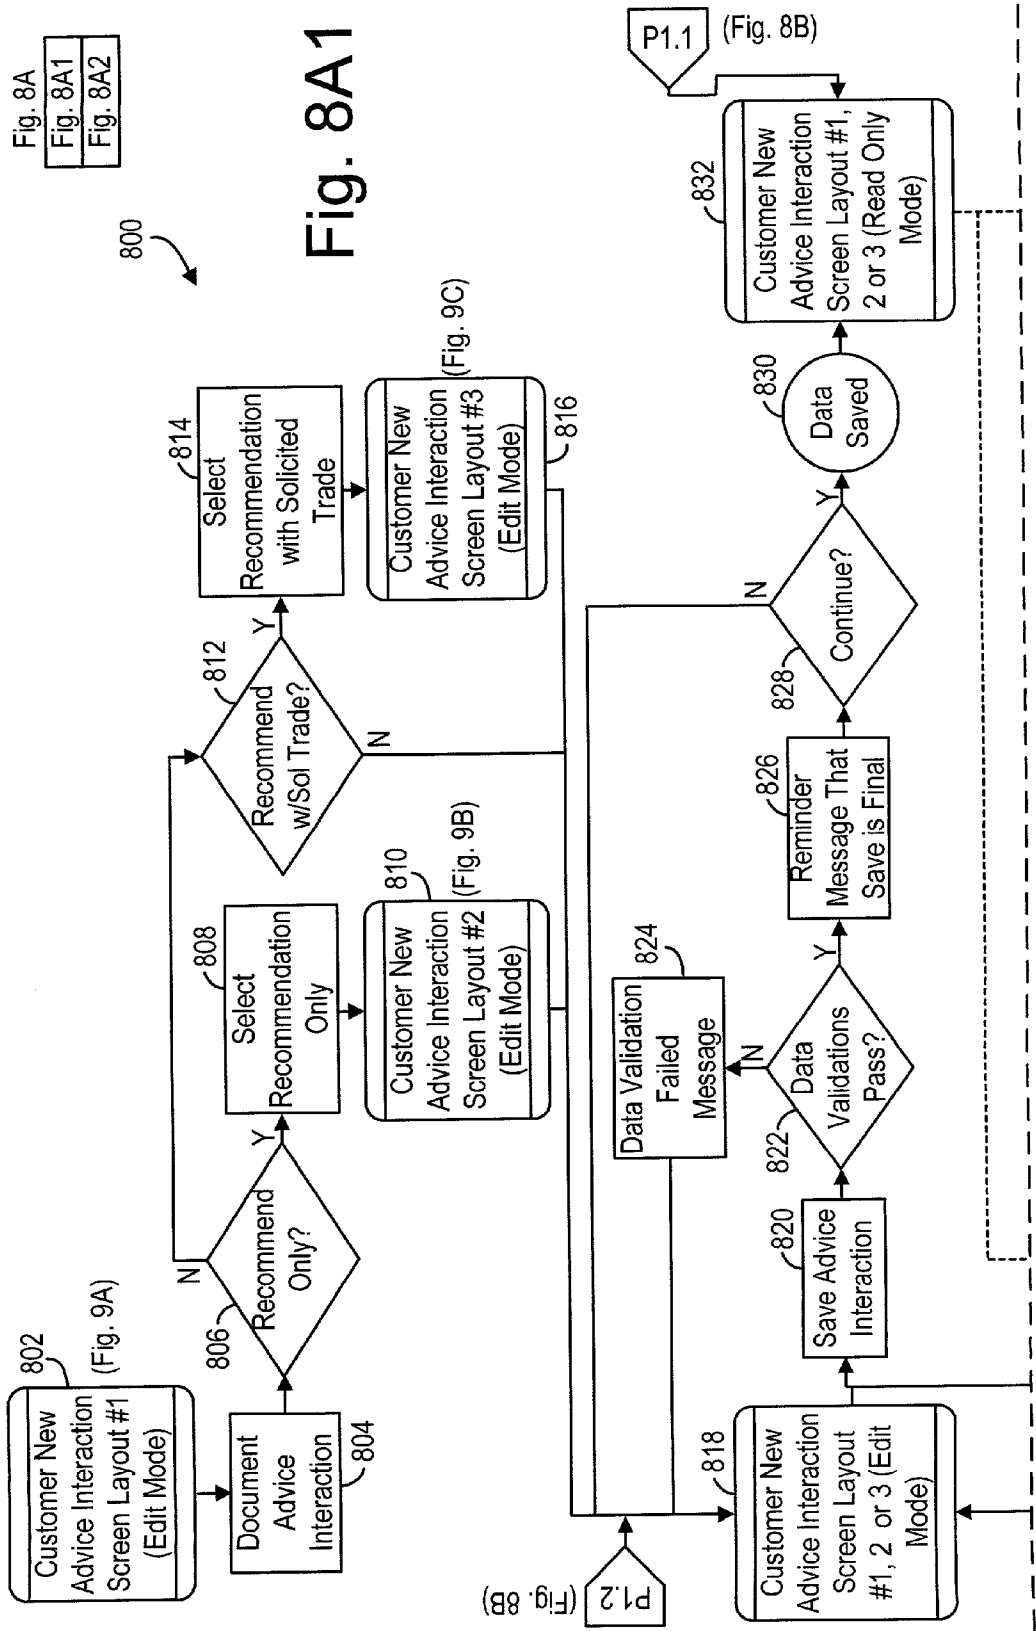 Fig. 8A
Fig. 8A1
Fig. 8A2
Fig. 8A1
800
802
(Fig. 9A)
Customer New
Advice Interaction
Screen Layout #1
(Edit Mode)
Document
Advice
Interaction
804
806
Recommend
Only?
N
Y
808
Select
Recommendation
Only
Customer New
Advice Interaction
Screen Layout #2
(Edit Mode)
810
(Fig. 9B)
812
Recommend
w/Sol Trade?
Y
N
814
Select
Recommendation
with Solicited
Trade
Customer New
Advice Interaction
Screen Layout #3
(Edit Mode)
(Fig. 9C)
816
P1.2
(Fig. 8B)
818
Customer New
Advice Interaction
Screen Layout
#1, 2 or 3 (Edit
Mode)
820
Save Advice
Interaction
822
Data
Validations
Pass?
N
Y
824
Data Validation
Failed
Message
826
Reminder
Message That
Save is Final
828
Continue?
N
Y
830
Data
Saved
832
Customer New
Advice Interaction
Screen Layout #1,
2 or 3 (Read Only
Mode)
P1.1
(Fig. 8B)